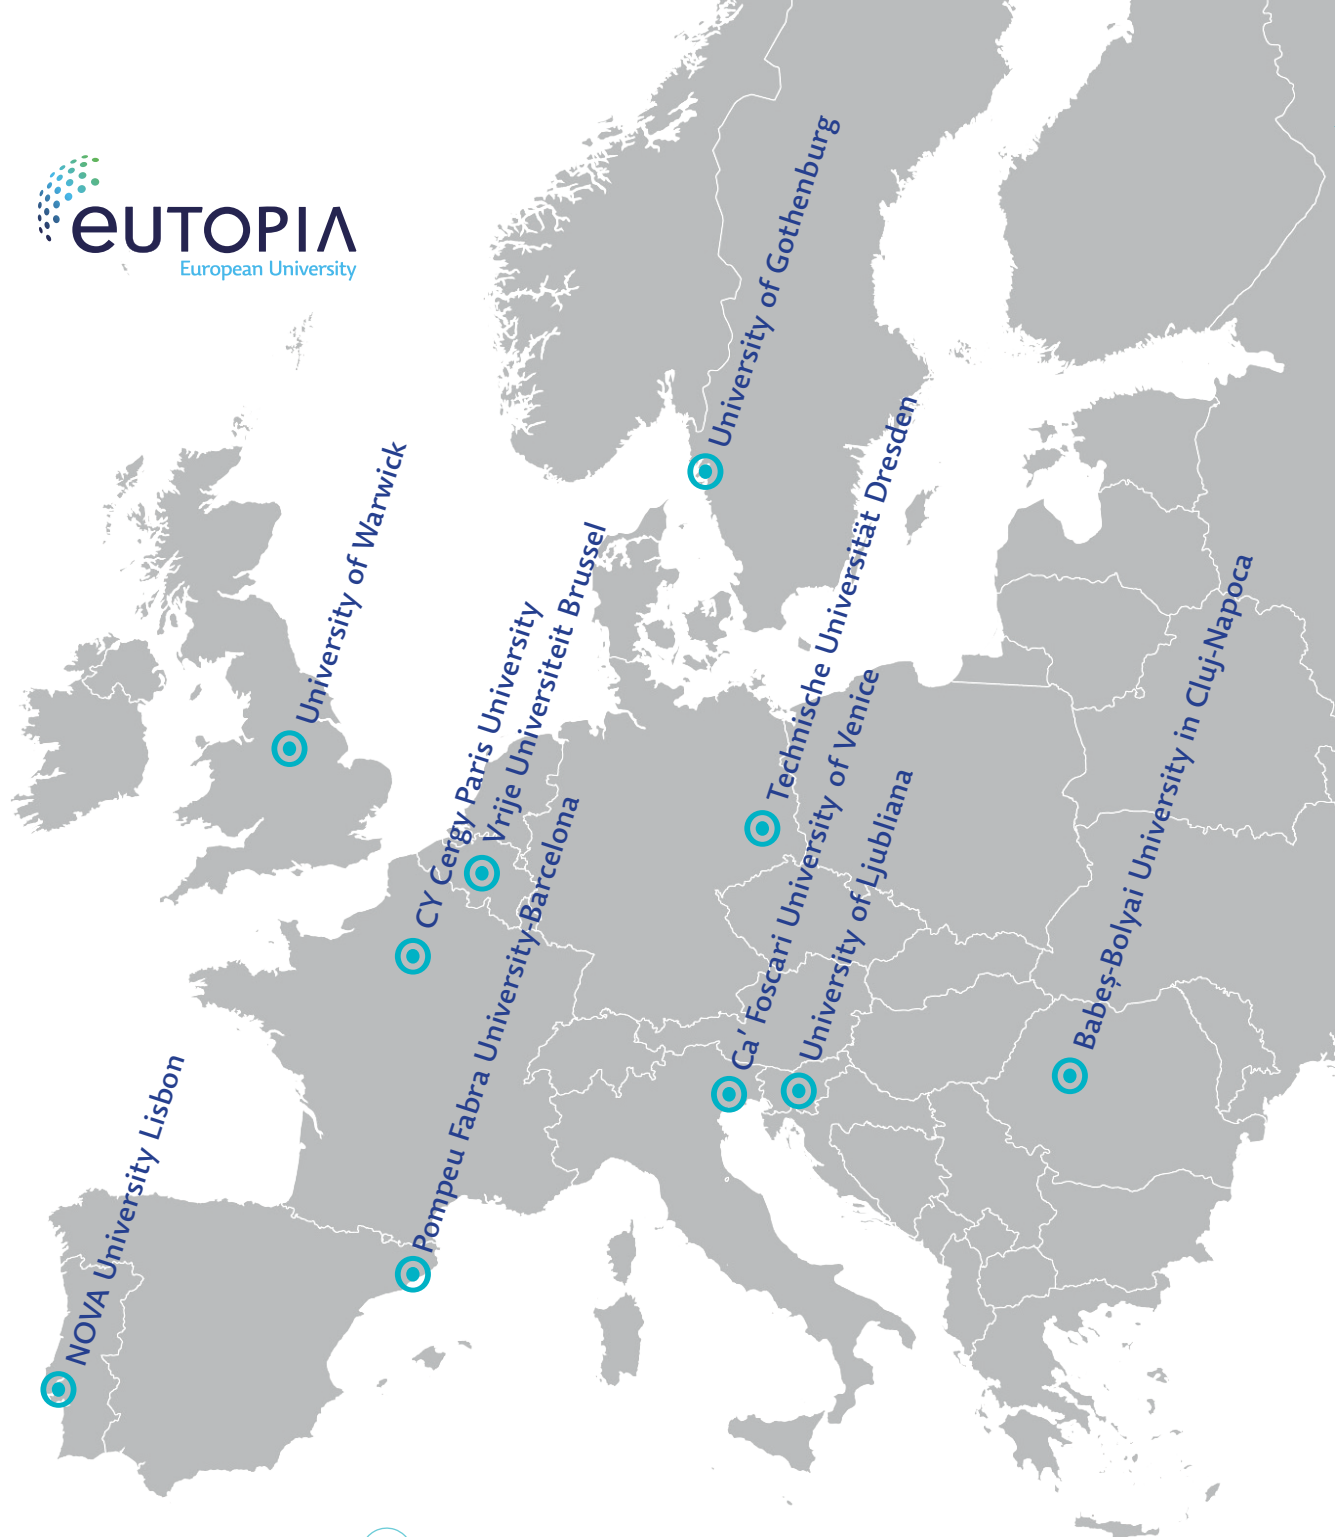 eUTOPIA
European University
University of Gothenburg
University of Warwick
Technische Universität Dresden
Vrije Universiteit Brussel
CY Cergy Paris University
Babeș-Bolyai University in Cluj-Napoca
Ca’ Foscari University of Venice
University of Ljubliana
Pompeu Fabra University-Barcelona
NOVA University Lisbon